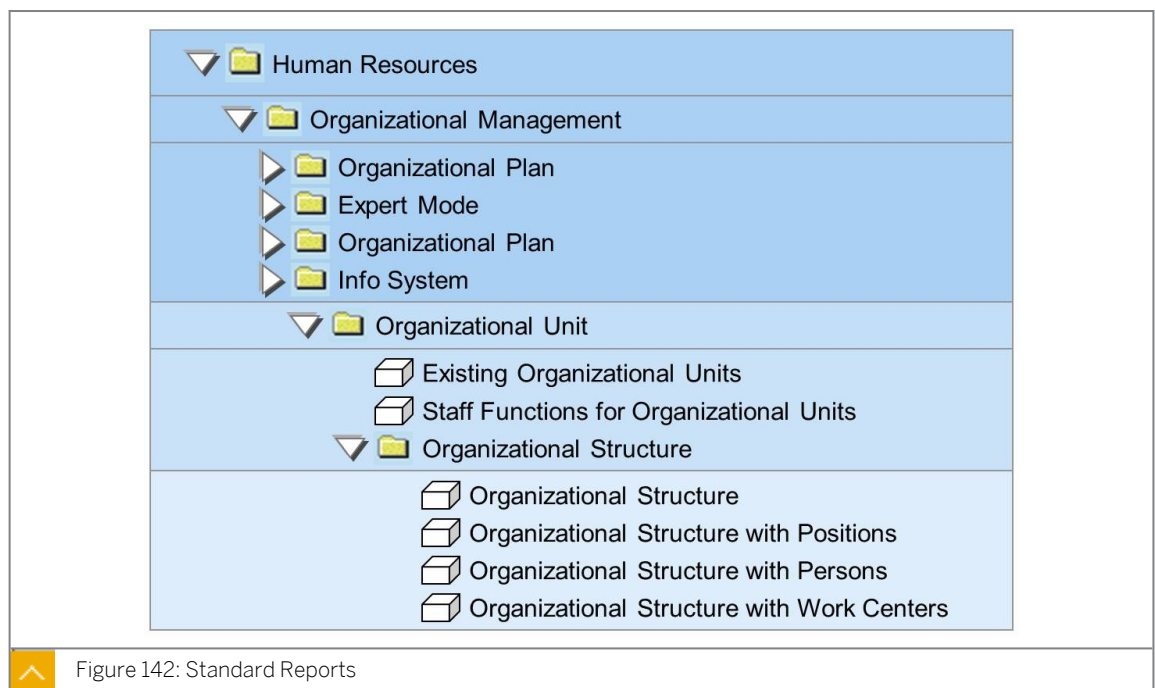 Human Resources
Organizational Management
Organizational Plan
Expert Mode
Organizational Plan
Info System
Organizational Unit
Existing Organizational Units
Staff Functions for Organizational Units
Organizational Structure
Organizational Structure
Organizational Structure with Positions
Organizational Structure with Persons
Organizational Structure with Work Centers
Figure 142: Standard Reports